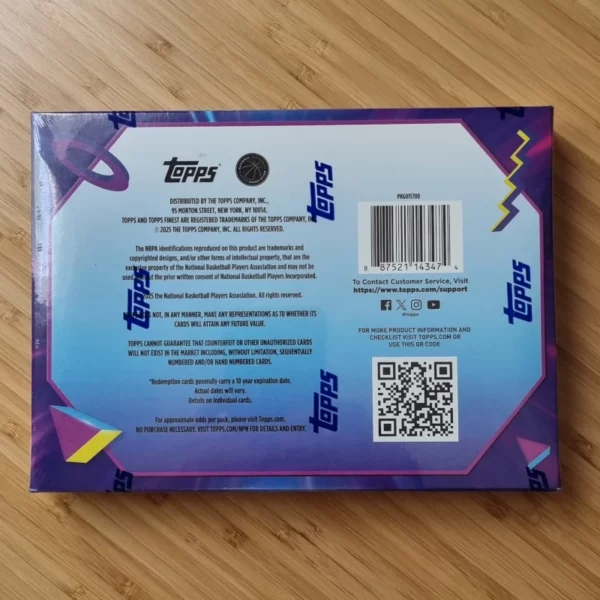 Topps
PKG015700
DISTRIBUTED BY THE TOPPS COMPANY, INC.,
95 MORTON STREET, NEW YORK, NY 10014.
TOPPS AND TOPPS FINEST ARE REGISTERED TRADEMARKS OF THE TOPPS COMPANY, INC.
© 2025 THE TOPPS COMPANY, INC. ALL RIGHTS RESERVED.
The NBPA identifications reproduced on this product are trademarks and
copyrighted designs, and/or other forms of intellectual property, that are the
exclusive property of the National Basketball Players Association and may not be
used without the prior written consent of National Basketball Players Incorporated.
2025 the National Basketball Players Association. All rights reserved.
DOES NOT, IN ANY MANNER, MAKE ANY REPRESENTATIONS AS TO WHETHER ITS
CARDS WILL ATTAIN ANY FUTURE VALUE.
TOPPS CANNOT GUARANTEE THAT COUNTERFEIT OR OTHER UNAUTHORIZED CARDS
WILL NOT EXIST IN THE MARKET INCLUDING, WITHOUT LIMITATION, SEQUENTIALLY
NUMBERED AND/OR HAND NUMBERED CARDS.
*Redemption cards generally carry a 10 year expiration date.
Actual dates will vary.
Details on individual cards.
For approximate odds per pack, please visit Topps.com.
NO PURCHASE NECESSARY. VISIT TOPPS.COM/NPN FOR DETAILS AND ENTRY.
8 87521 14347 4
To Contact Customer Service, Visit
https://www.topps.com/support
@topps
FOR MORE PRODUCT INFORMATION AND
CHECKLIST VISIT TOPPS.COM OR
USE THIS QR CODE
Topps
Topps
Topps
Topps
Topps